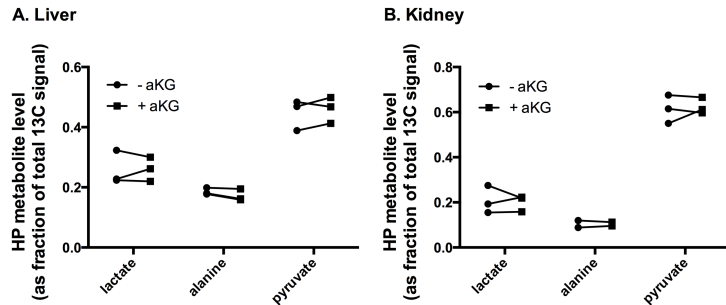 A. Liver
HP metabolite level
(as fraction of total 13C signal)
0.6
0.4
0.2
0.0
- aKG
+ aKG
lactate
alanine
pyruvate
B. Kidney
HP metabolite level
(as fraction of total 13C signal)
0.8
0.6
0.4
0.2
0.0
- aKG
+ aKG
lactate
alanine
pyruvate